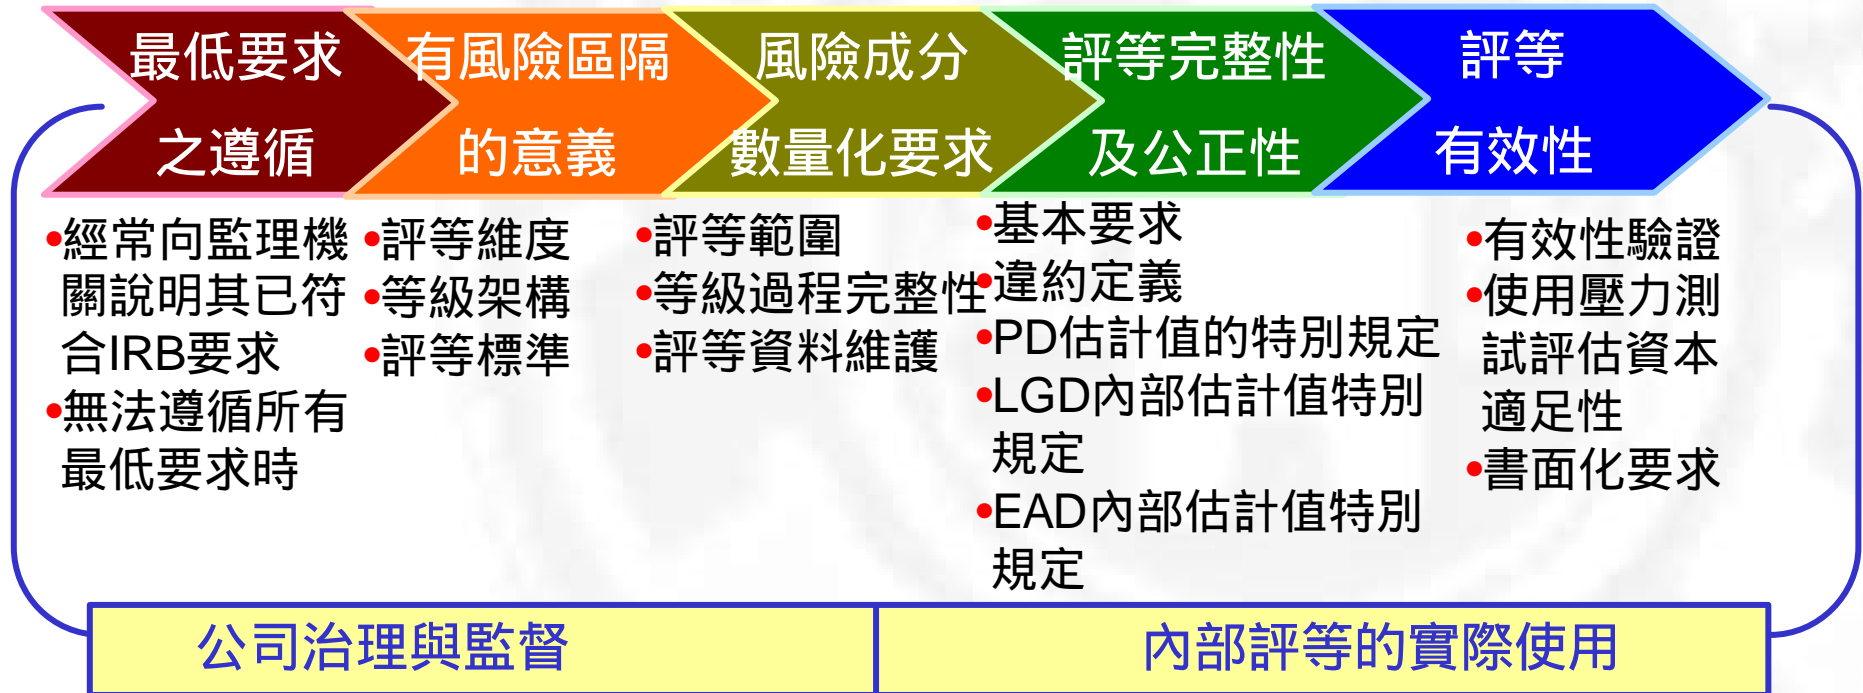 最低要求
之遵循
有風險區隔
的意義
風險成分
數量化要求
評等完整性
及公正性
評等
有效性
•經常向監理機
關說明其已符
合IRB要求
•無法遵循所有
最低要求時
•評等維度
•等級架構
•評等標準
•評等範圍
•等級過程完整性
•評等資料維護
•基本要求
•違約定義
•PD估計值的特別規定
•LGD內部估計值特別
規定
•EAD內部估計值特別
規定
•有效性驗證
•使用壓力測
試評估資本
適足性
•書面化要求
公司治理與監督
內部評等的實際使用